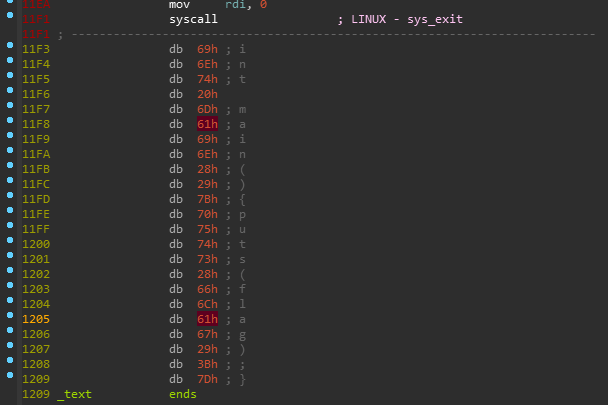 11EA mov rdi, 0
11F1 syscall ; LINUX - sys_exit
11F1 ; ---------------------------------------------------------------------------
11F3 db 69h ; i
11F4 db 6Eh ; n
11F5 db 74h ; t
11F6 db 20h
11F7 db 6Dh ; m
11F8 db 61h ; a
11F9 db 69h ; i
11FA db 6Eh ; n
11FB db 28h ; (
11FC db 29h ; )
11FD db 7Bh ; {
11FE db 70h ; p
11FF db 75h ; u
1200 db 74h ; t
1201 db 73h ; s
1202 db 28h ; (
1203 db 66h ; f
1204 db 6Ch ; l
1205 db 61h ; a
1206 db 67h ; g
1207 db 29h ; )
1208 db 3Bh ; ;
1209 db 7Dh ; }
1209 _text ends